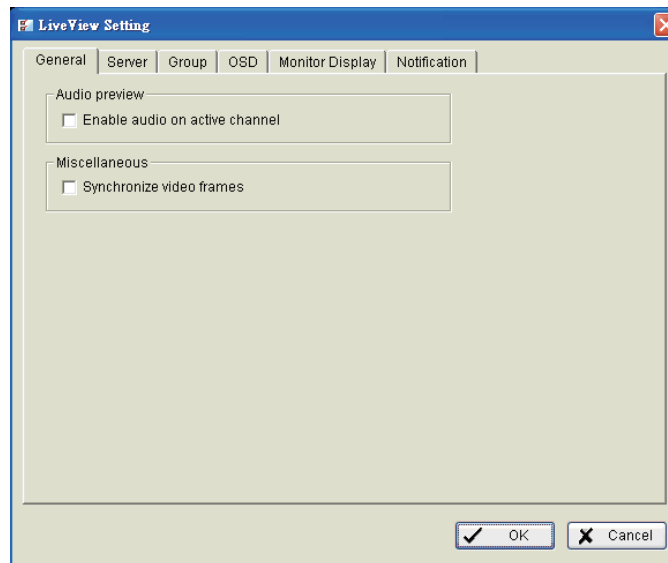 LiveView Setting
General Server Group OSD Monitor Display Notification
Audio preview
Enable audio on active channel
Miscellaneous
Synchronize video frames
OK Cancel